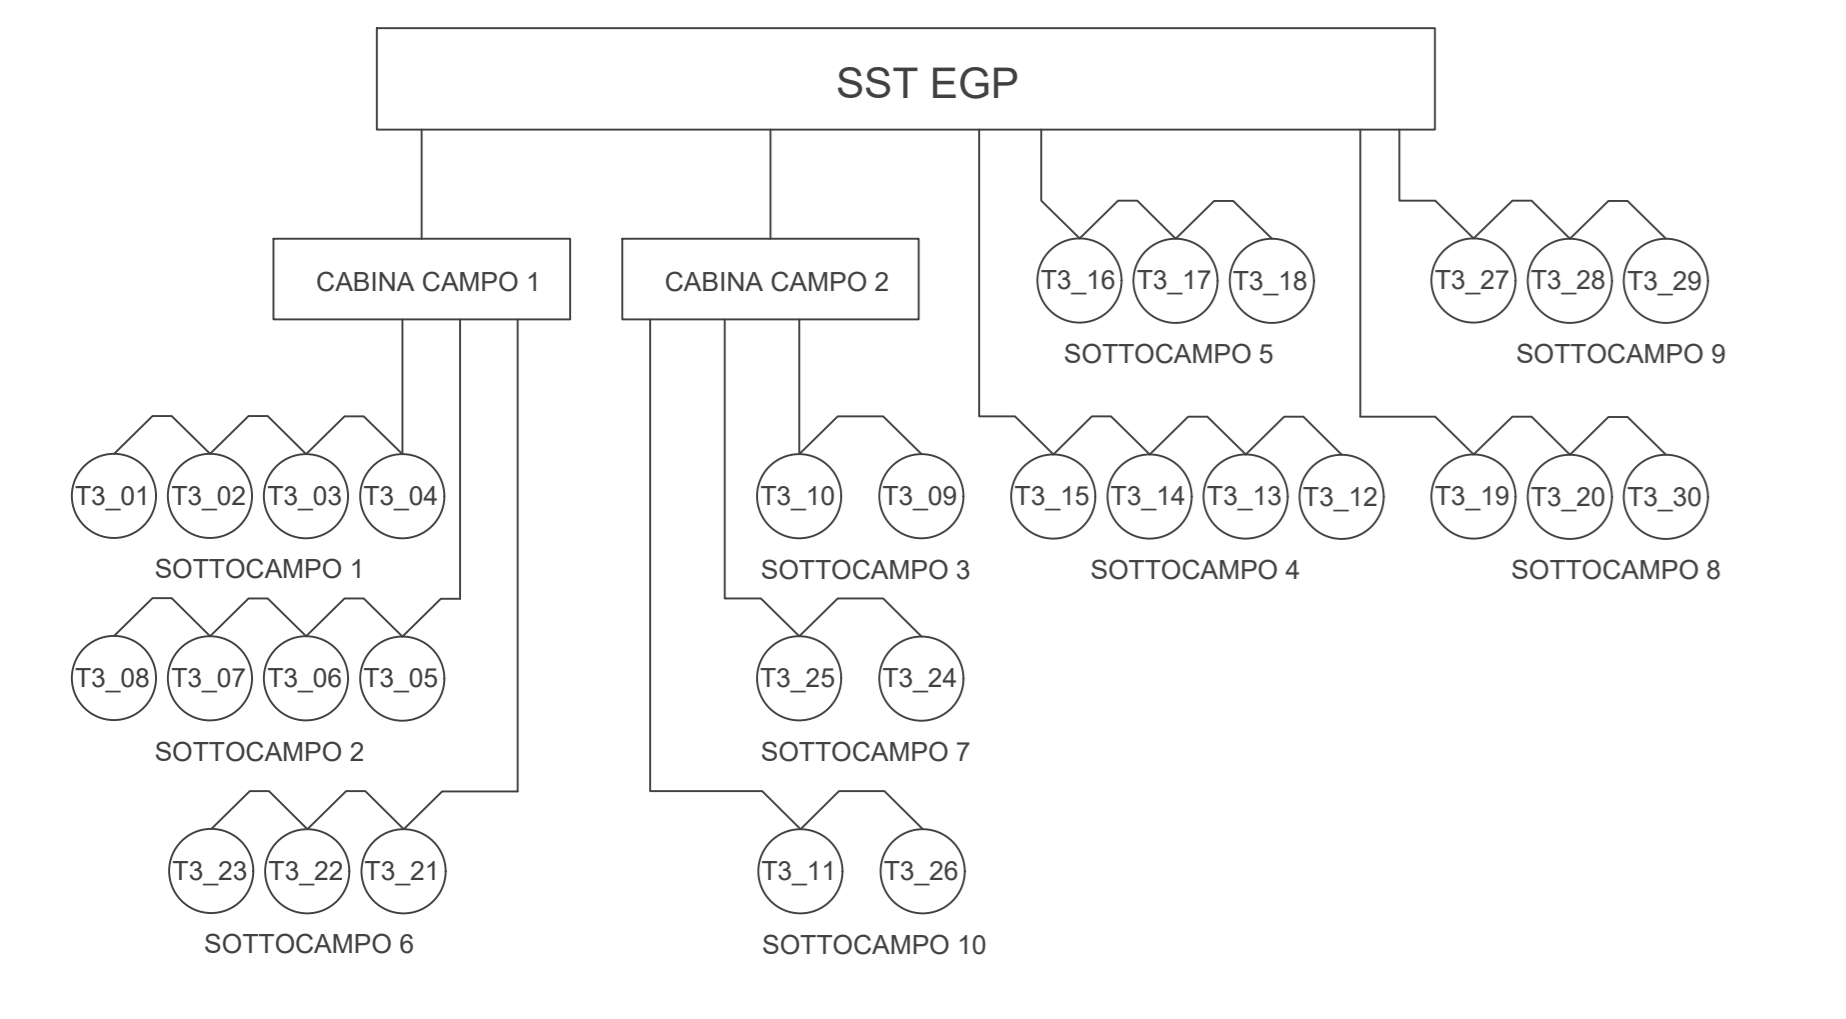 SST EGP
CABINA CAMPO 1
CABINA CAMPO 2
T3_16 T3_17 T3_18
SOTTOCAMPO 5
T3_27 T3_28 T3_29
SOTTOCAMPO 9
T3_01 T3_02 T3_03 T3_04
SOTTOCAMPO 1
T3_10 T3_09
SOTTOCAMPO 3
T3_15 T3_14 T3_13 T3_12
SOTTOCAMPO 4
T3_19 T3_20 T3_30
SOTTOCAMPO 8
T3_08 T3_07 T3_06 T3_05
SOTTOCAMPO 2
T3_25 T3_24
SOTTOCAMPO 7
T3_23 T3_22 T3_21
SOTTOCAMPO 6
T3_11 T3_26
SOTTOCAMPO 10